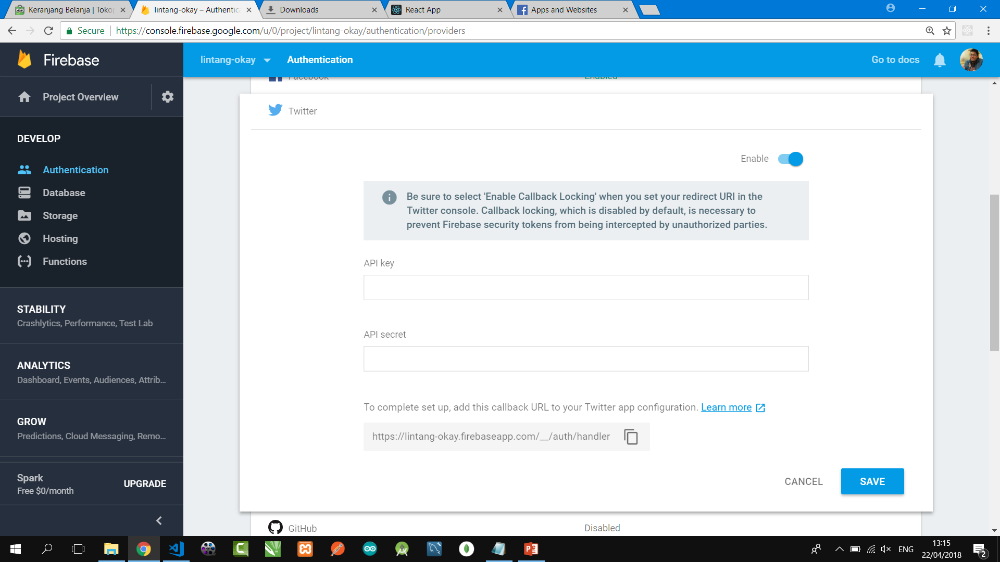 Keranjang Belanja | Tokop
lintang-okay – Authentic
Downloads
React App
Apps and Websites
Secure
https://console.firebase.google.com/u/0/project/lintang-okay/authentication/providers
Firebase
lintang-okay
Authentication
Go to docs
Project Overview
DEVELOP
Authentication
Database
Storage
Hosting
Functions
STABILITY
Crashlytics, Performance, Test Lab
ANALYTICS
Dashboard, Events, Audiences, Attrib...
GROW
Predictions, Cloud Messaging, Remo...
Spark
Free $0/month
UPGRADE
Facebook
Enabled
Twitter
Enable
Be sure to select 'Enable Callback Locking' when you set your redirect URI in the
Twitter console. Callback locking, which is disabled by default, is necessary to
prevent Firebase security tokens from being intercepted by unauthorized parties.
API key
API secret
To complete set up, add this callback URL to your Twitter app configuration. Learn more
https://lintang-okay.firebaseapp.com/__/auth/handler
CANCEL
SAVE
GitHub
Disabled
ENG
13:15
22/04/2018
2